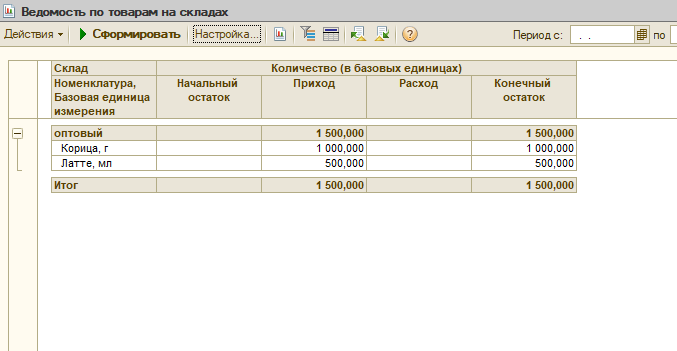 Ведомость по товарам на складах
Действия Сформировать Настройка... Период с: . . по
Склад Количество (в базовых единицах)
Номенклатура, Базовая единица измерения Начальный остаток Приход Расход Конечный остаток
оптовый 1 500,000 1 500,000
Корица, г 1 000,000 1 000,000
Латте, мл 500,000 500,000
Итог 1 500,000 1 500,000